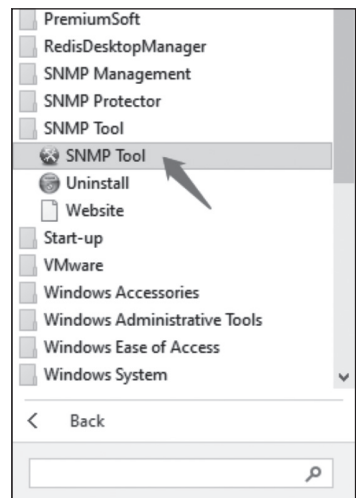 PremiumSoft
RedisDesktopManager
SNMP Management
SNMP Protector
SNMP Tool
SNMP Tool
Uninstall
Website
Start-up
VMware
Windows Accessories
Windows Administrative Tools
Windows Ease of Access
Windows System
Back